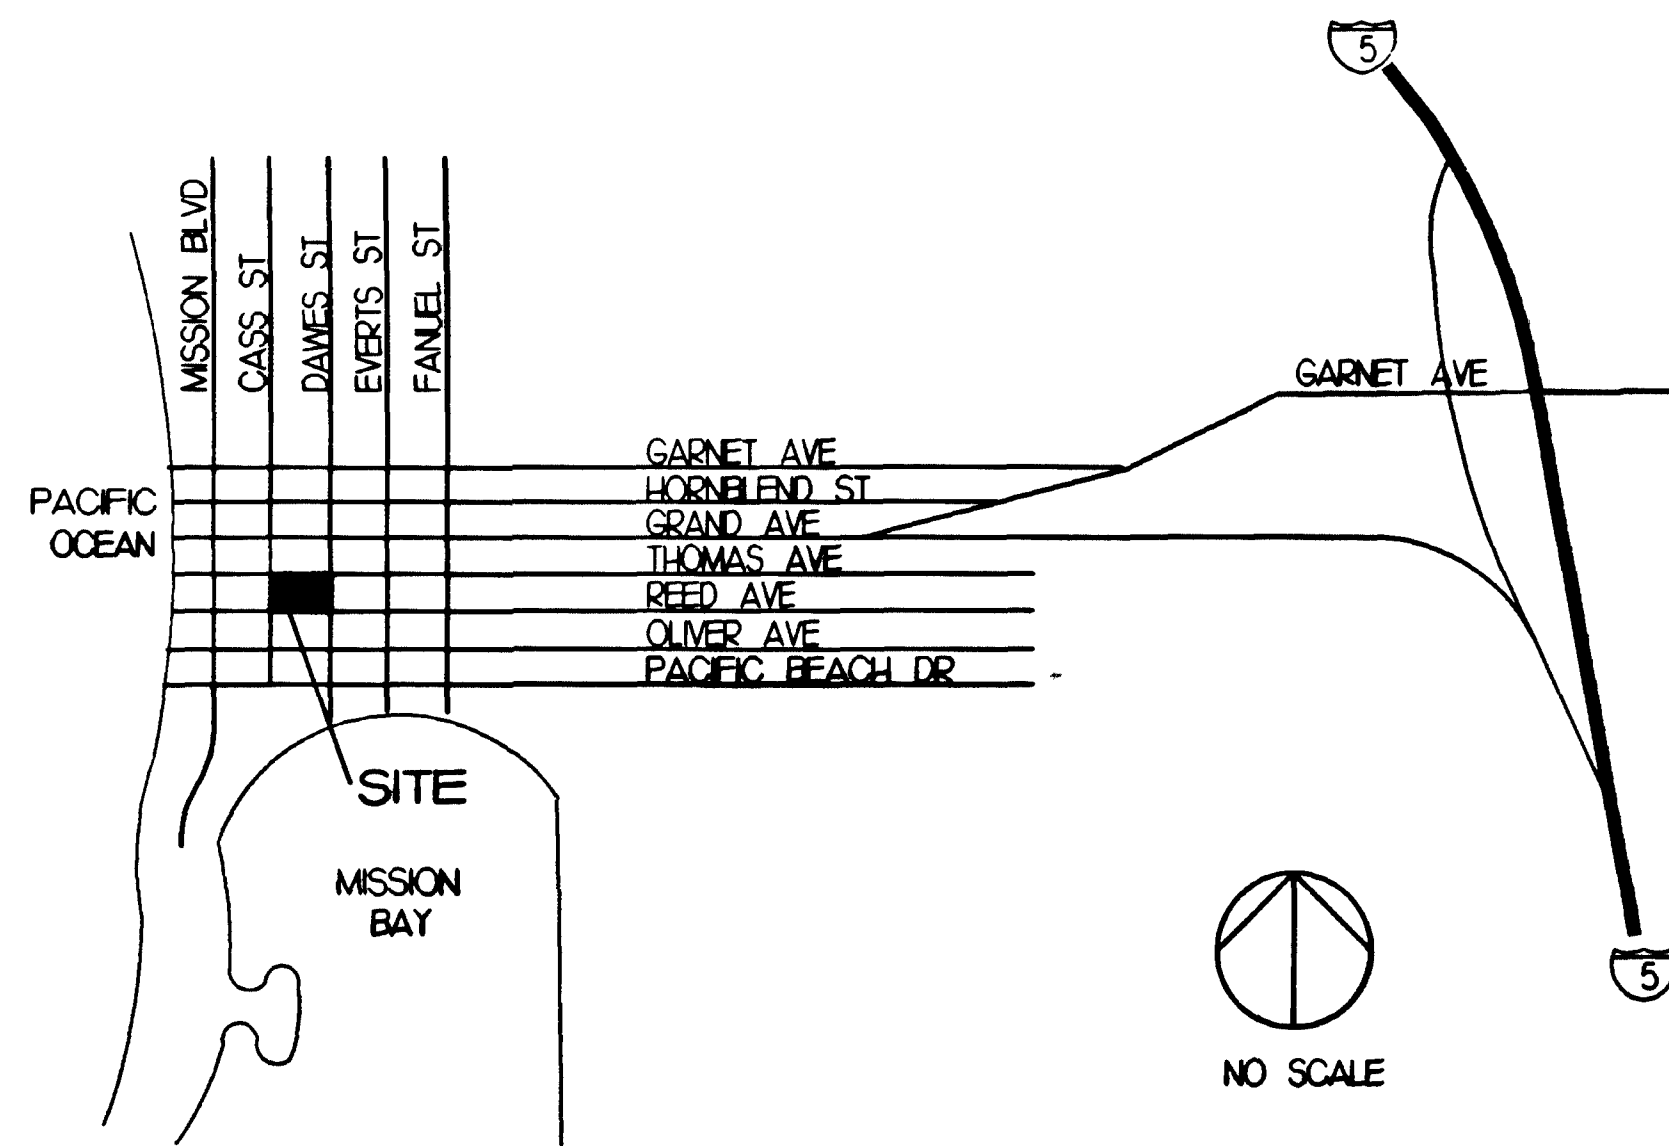 5
MISSION BLVD
CASS ST
DAWES ST
EVERTS ST
FANUEL ST
GARNET AVE
GARNET AVE
HORNBLEND ST
GRAND AVE
THOMAS AVE
REED AVE
OLIVER AVE
PACIFIC BEACH DR
PACIFIC
OCEAN
SITE
MISSION
BAY
5
NO SCALE